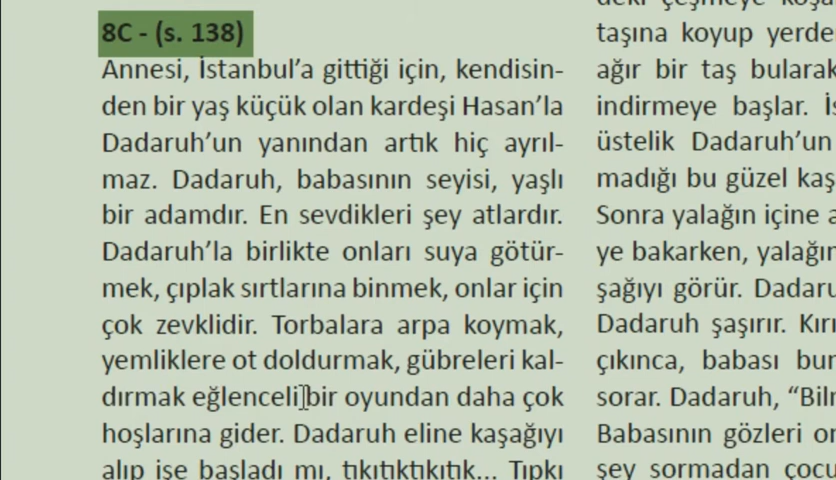 8C - (s. 138)
Annesi, İstanbul’a gittiği için, kendisin-
den bir yaş küçük olan kardeşi Hasan’la
Dadaruh’un yanından artık hiç ayrıl-
maz. Dadaruh, babasının seyisi, yaşlı
bir adamdır. En sevdikleri şey atlardır.
Dadaruh’la birlikte onları suya götür-
mek, çıplak sırtlarına binmek, onlar için
çok zevklidir. Torbalara arpa koymak,
yemliklere ot doldurmak, gübreleri kal-
dırmak eğlenceli bir oyundan daha çok
hoşlarına gider. Dadaruh eline kaşağıyı
alıp işe başladı mı, tıkıtıktıkıtık... Tıpkı
taşına koyup yerde
ağır bir taş bularak
indirmeye başlar.
üstelik Dadaruh’un
madığı bu güzel kaş
Sonra yalağın içine
ye bakarken, yalağın
şağıyı görür. Dadaru
Dadaruh şaşırır. Kırı
çıkınca, babası bun
sorar. Dadaruh, “Biln
Babasının gözleri
şey sormadan çocu